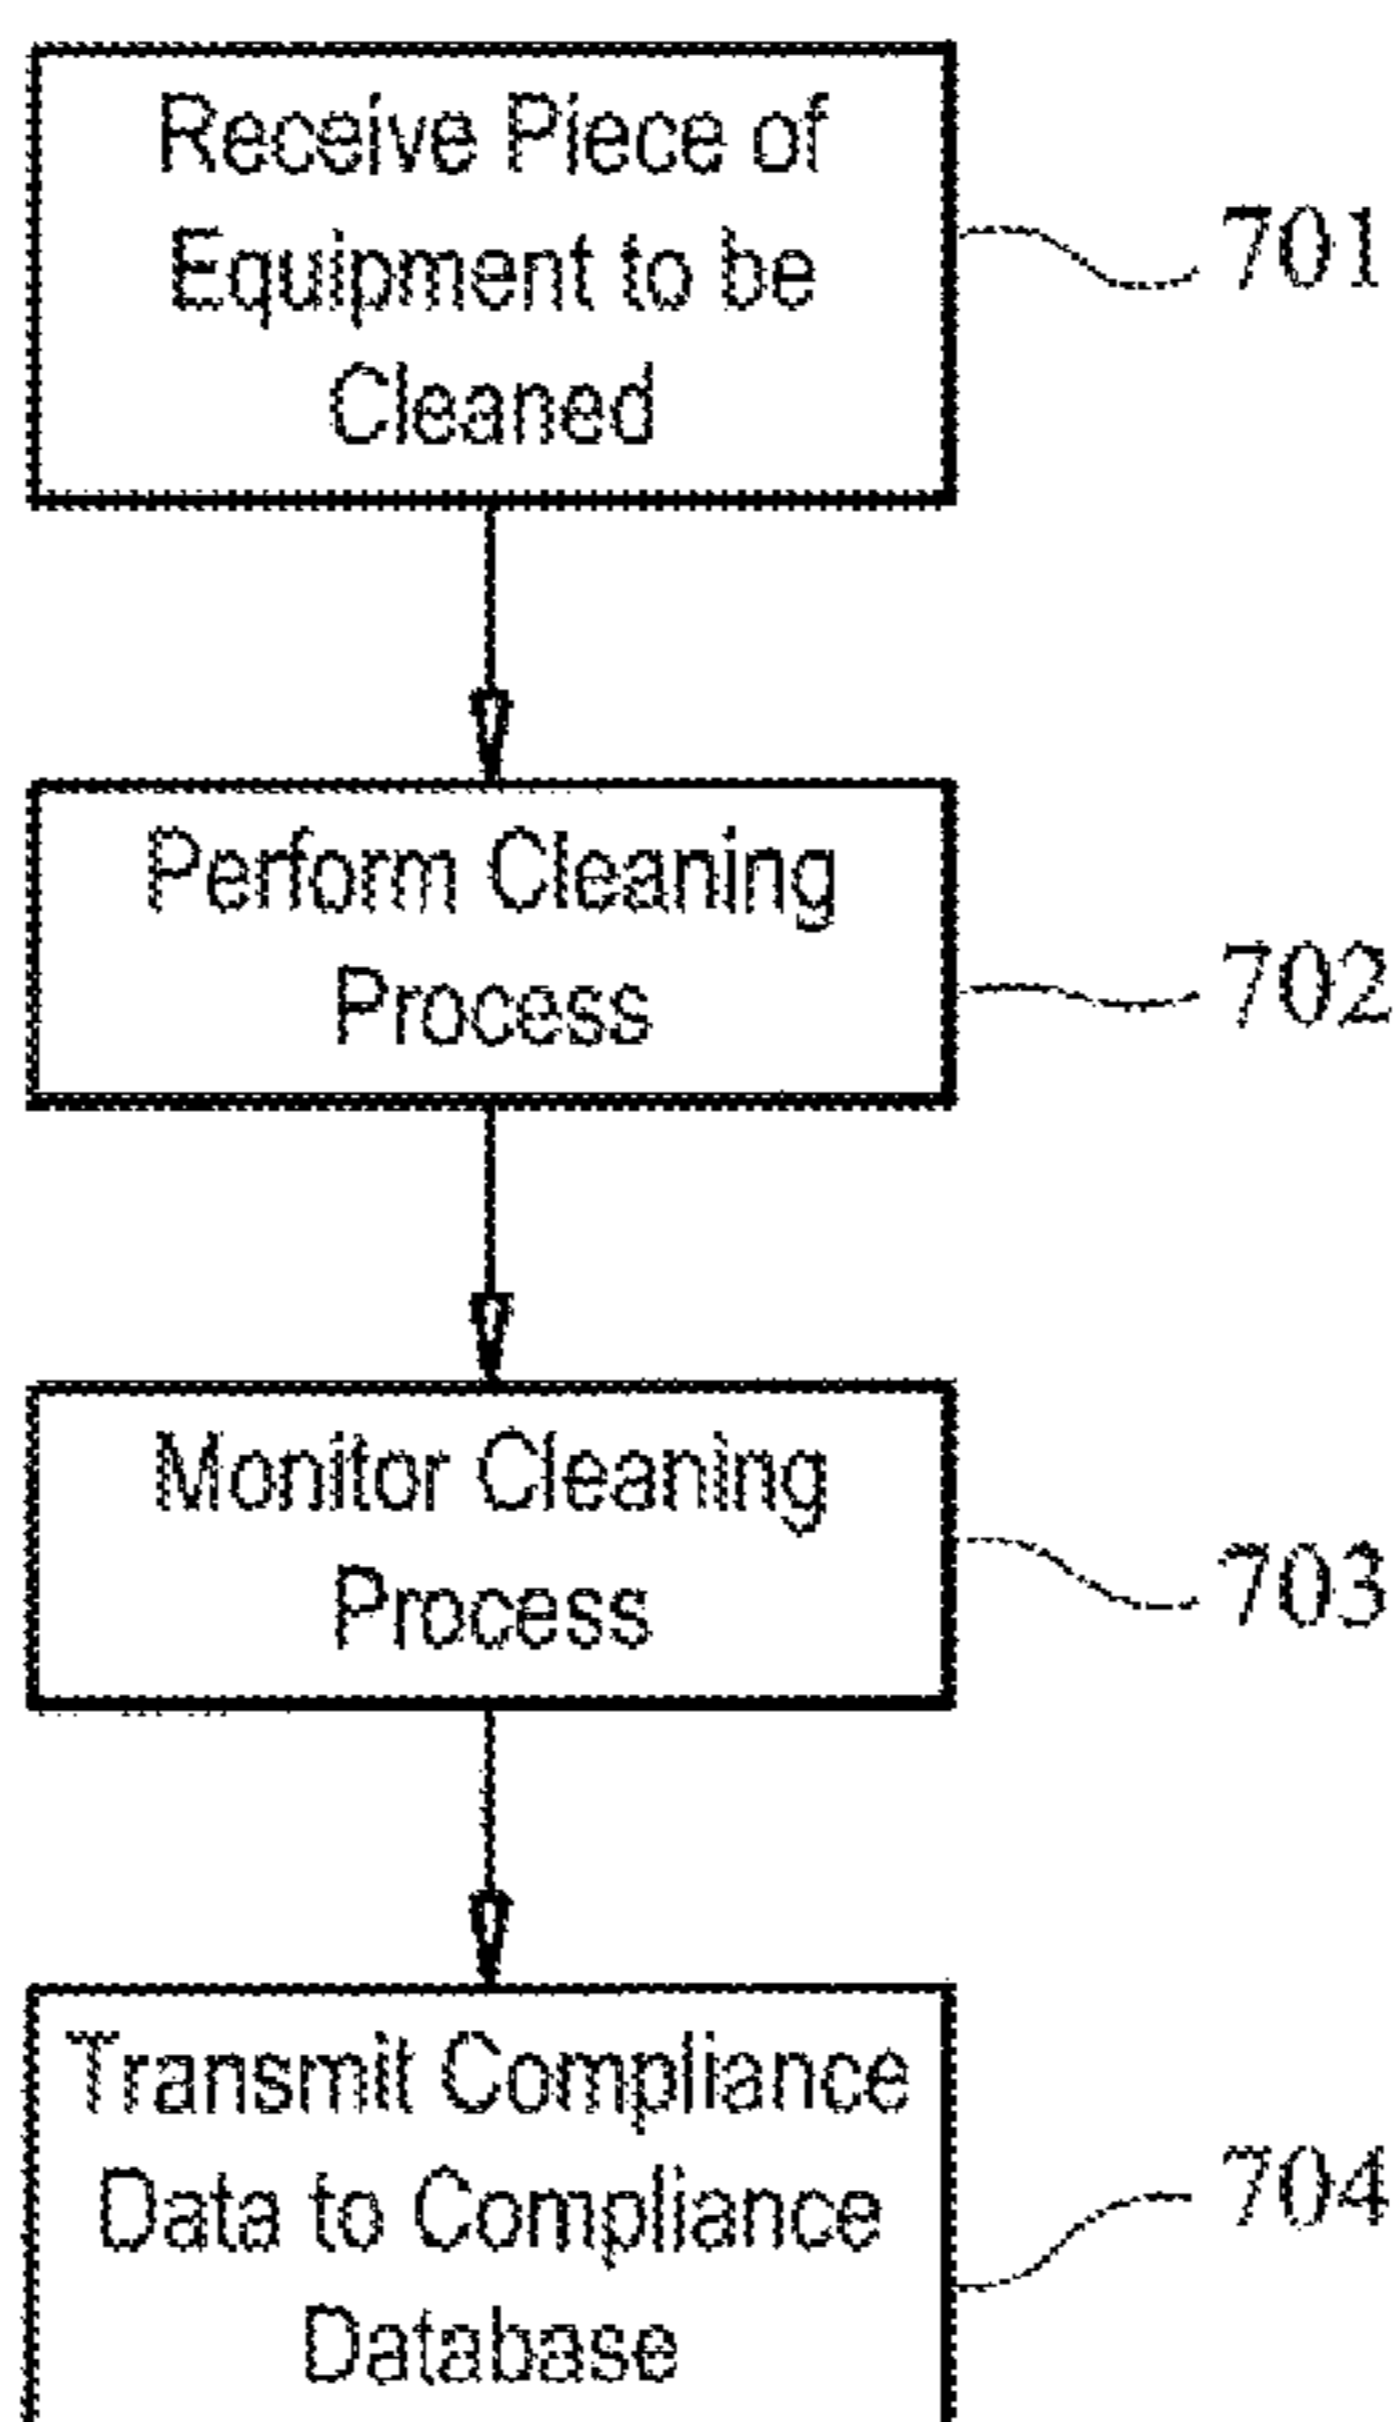 Receive Piece of
Equipment to be
Cleaned
701
Perform Cleaning
Process
702
Monitor Cleaning
Process
703
Transmit Compliance
Data to Compliance
Database
704